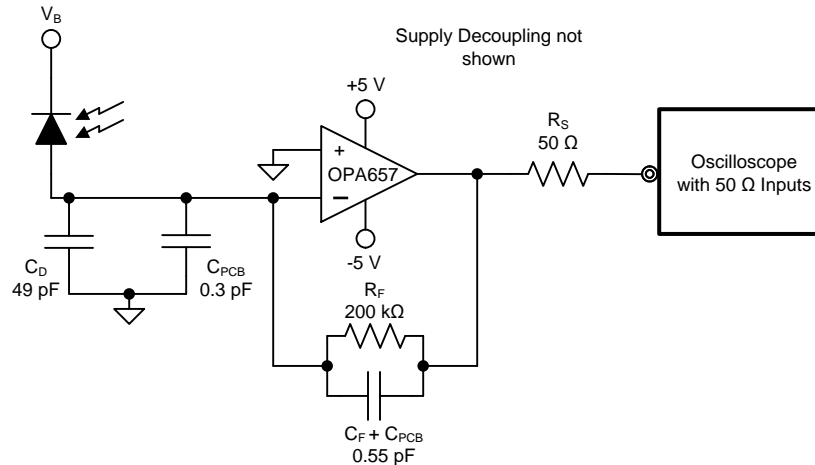 V_B
Supply Decoupling not
shown
+5 V
R_S
50 Ω
+
OPA657
−
Oscilloscope
with 50 Ω Inputs
C_D
49 pF
C_PCB
0.3 pF
-5 V
R_F
200 kΩ
C_F + C_PCB
0.55 pF